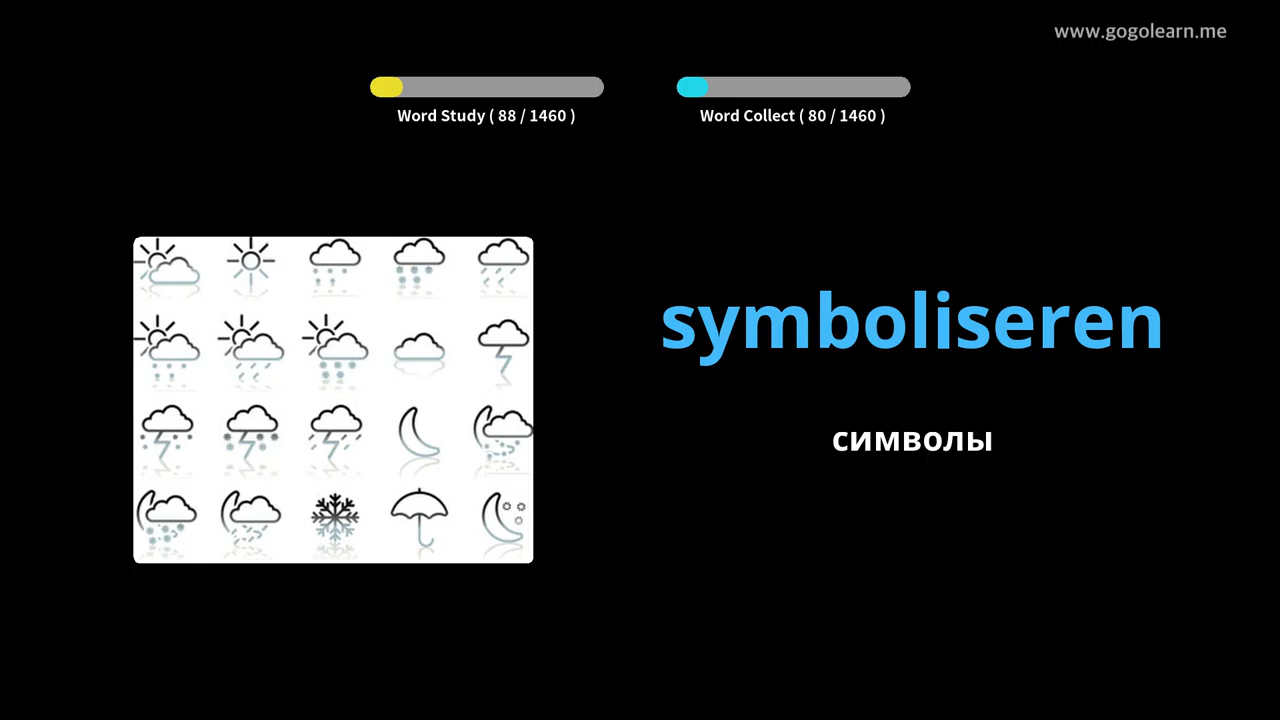 www.gogolearn.me
Word Study ( 88 / 1460 )
Word Collect ( 80 / 1460 )
symboliseren
символы